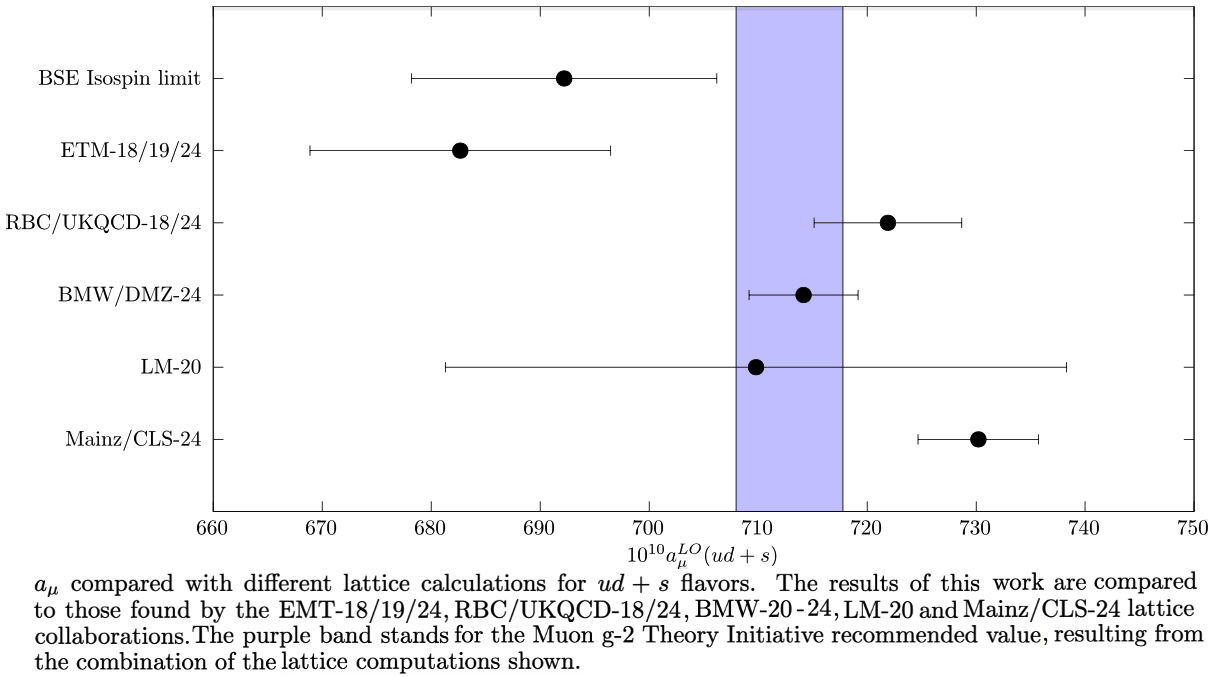 BSE Isospin limit
ETM-18/19/24
RBC/UKQCD-18/24
BMW/DMZ-24
LM-20
Mainz/CLS-24
660 670 680 690 700 710 720 730 740 750
10^{10}a_μ^{LO}(ud + s)
a_μ compared with different lattice calculations for ud + s flavors. The results of this work are compared
to those found by the EMT-18/19/24, RBC/UKQCD-18/24, BMW-20-24, LM-20 and Mainz/CLS-24 lattice
collaborations. The purple band stands for the Muon g-2 Theory Initiative recommended value, resulting from
the combination of the lattice computations shown.